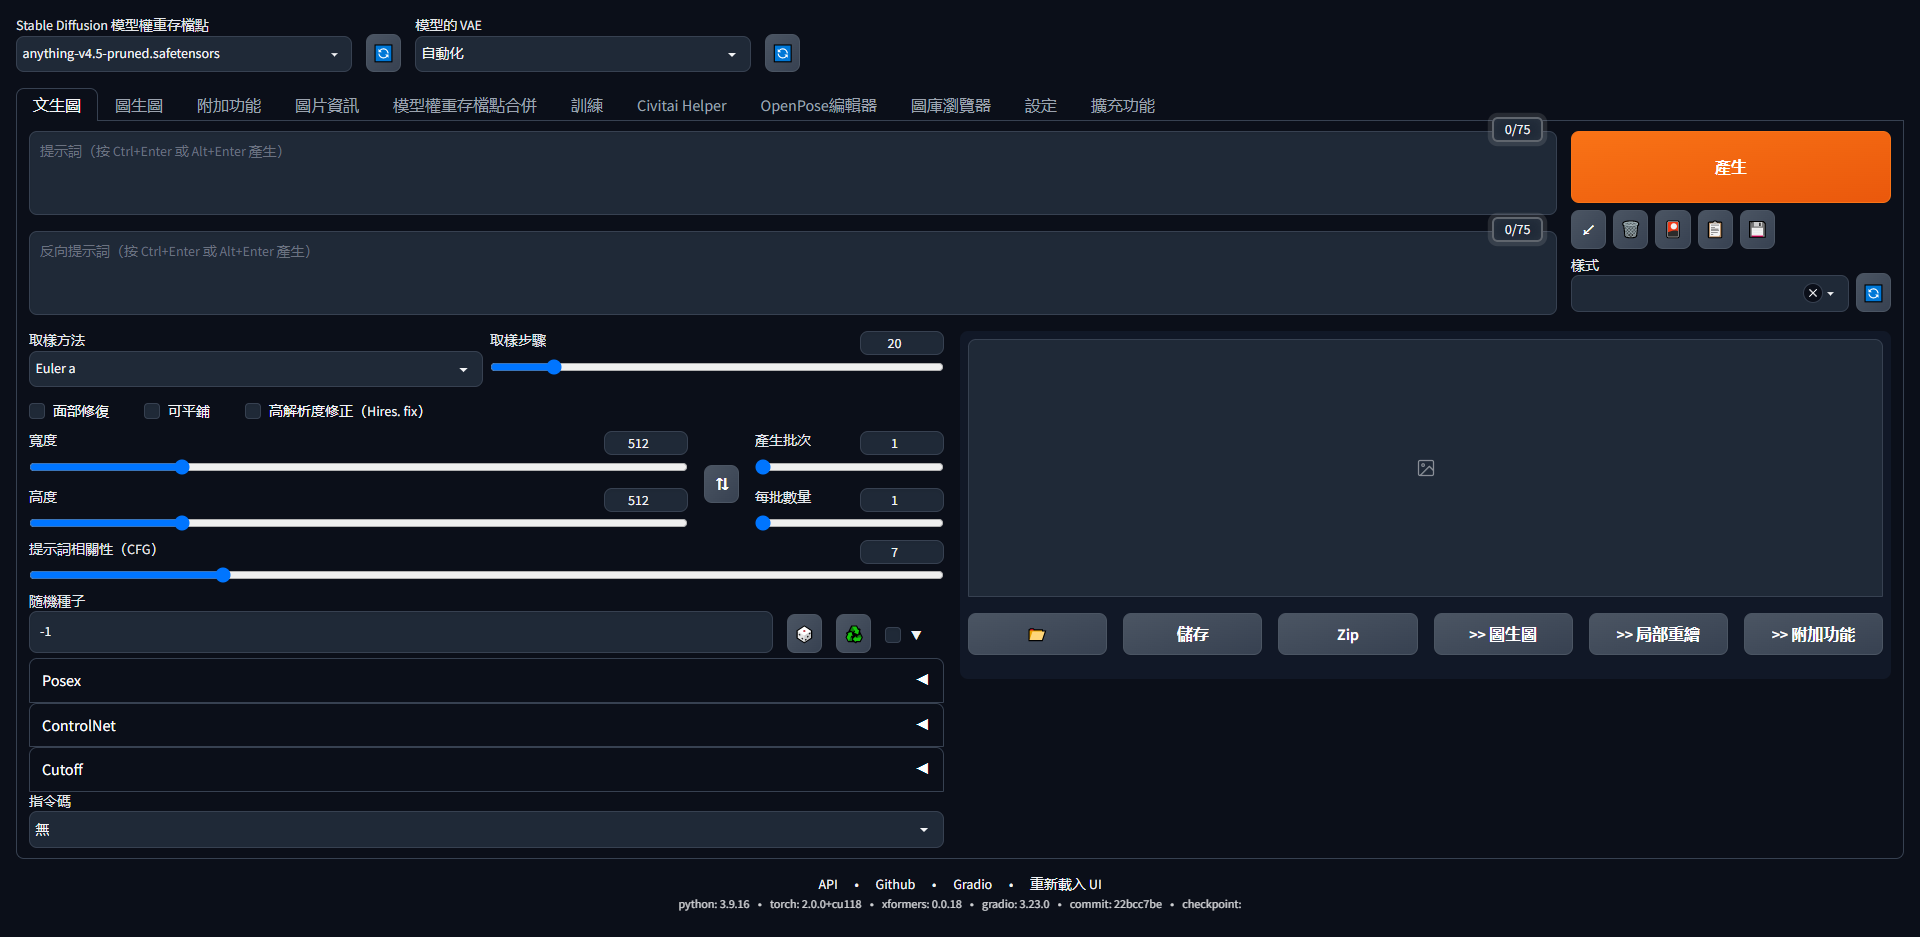 Stable Diffusion 模型權重存檔點
模型的 VAE
anything-v4.5-pruned.safetensors
自動化
文生圖 圖生圖 附加功能 圖片資訊 模型權重存檔點合併 訓練 Civitai Helper OpenPose編輯器 圖庫瀏覽器 設定 擴充功能
0/75
提示詞（按 Ctrl+Enter 或 Alt+Enter 產生）
產生
0/75
反向提示詞（按 Ctrl+Enter 或 Alt+Enter 產生）
樣式
取樣方法
取樣步驟
20
Euler a
面部修復
可平鋪
高解析度修正（Hires. fix）
寬度
512
產生批次
1
高度
512
每批數量
1
提示詞相關性（CFG）
7
隨機種子
-1
儲存
Zip
>> 圖生圖
>> 局部重繪
>> 附加功能
Posex
ControlNet
Cutoff
指令碼
無
API • Github • Gradio • 重新載入 UI
python: 3.9.16 • torch: 2.0.0+cu118 • xformers: 0.0.18 • gradio: 3.23.0 • commit: 22bcc7be • checkpoint: